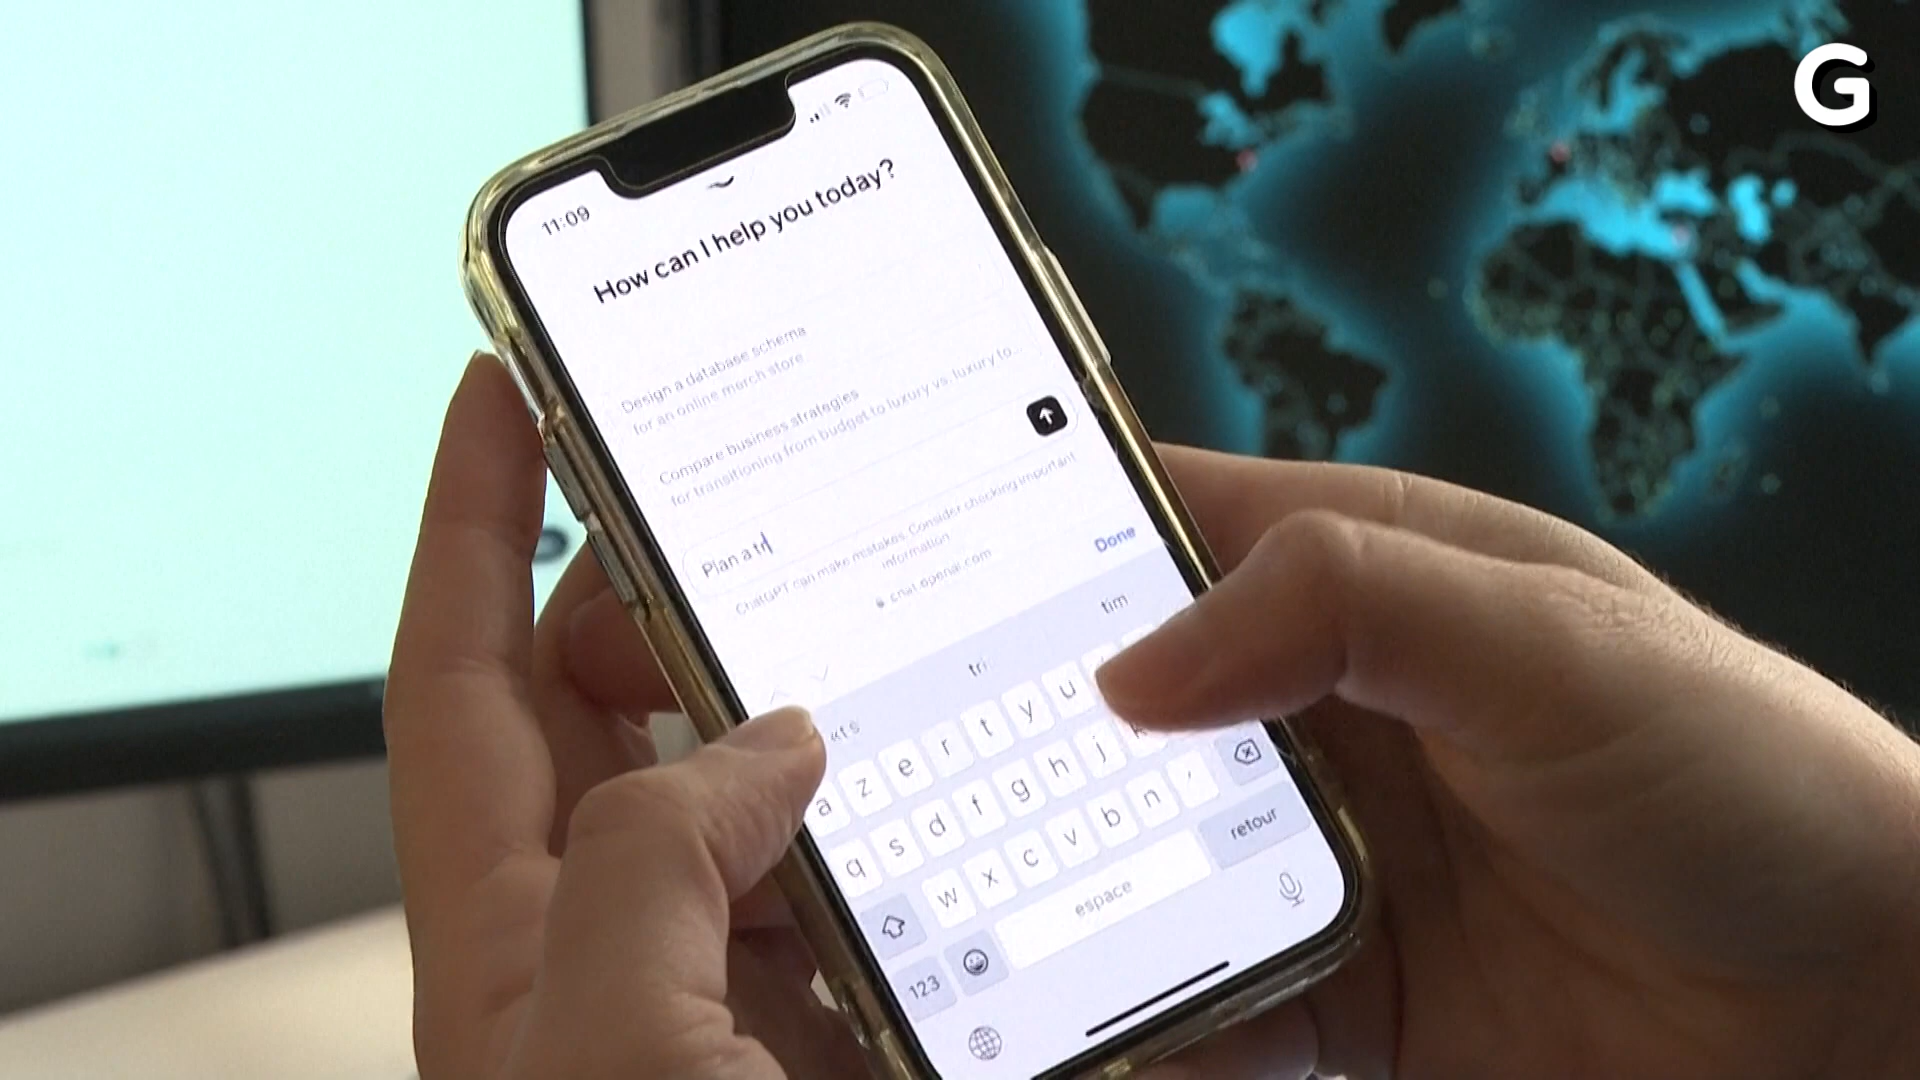 G
11:09
How can I help you today?
Design a database schema
for an online merch store
Compare business strategies
for transitioning from budget to luxury vs. luxury to...
Plan a tr
ChatGPT can make mistakes. Consider checking important
information
chat.openai.com
Done
tri
tim
a z e r t y u
q s d f g h j k
w x c v b n '
123
espace
retour